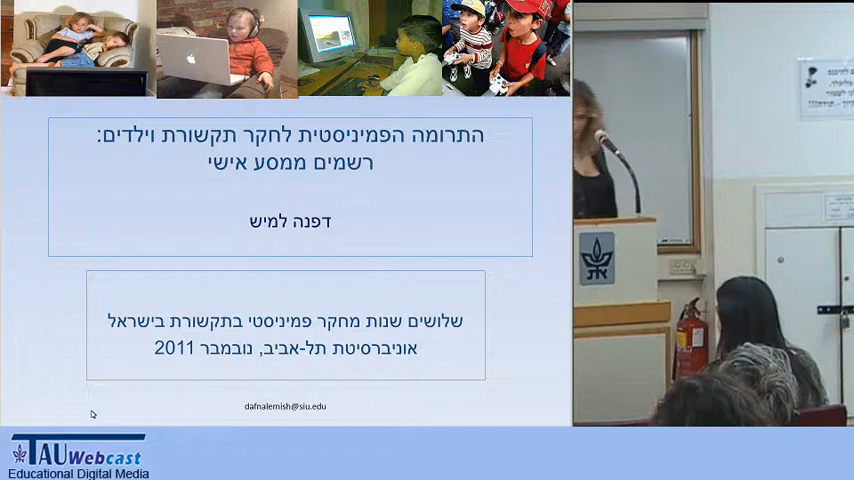 התרומה הפמיניסטית לחקר תקשורת וילדים:
רשמים ממסע אישי
דפנה למיש
שלושים שנות מחקר פמיניסטי בתקשורת בישראל
אוניברסיטת תל-אביב, נובמבר 2011
dafnalemish@siu.edu
TAU Webcast
Educational Digital Media